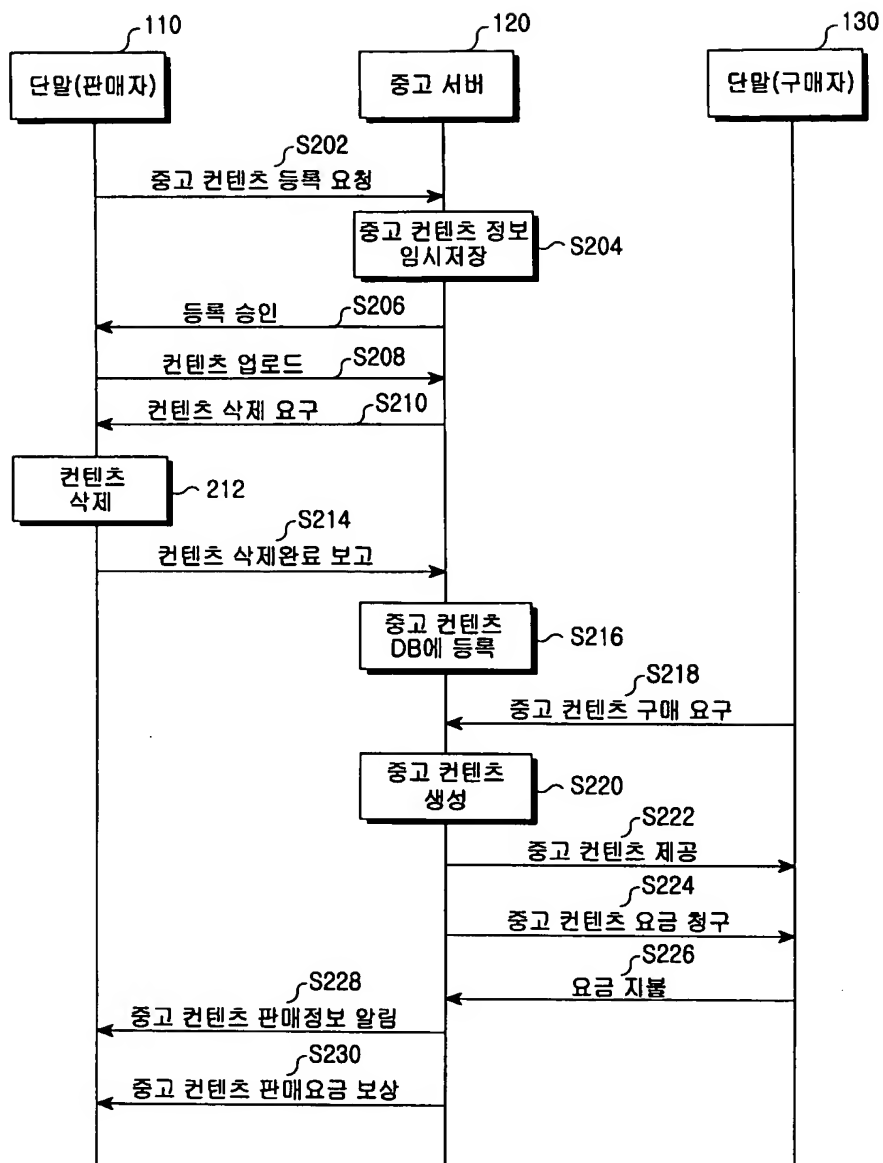 110
120
130
단말(판매자)
중고 서버
단말(구매자)
S202
중고 컨텐츠 등록 요청
중고 컨텐츠 정보
임시저장
S204
등록 승인
S206
컨텐츠 업로드
S208
컨텐츠 삭제 요구
S210
컨텐츠
삭제
212
S214
컨텐츠 삭제완료 보고
중고 컨텐츠
DB에 등록
S216
S218
중고 컨텐츠 구매 요구
중고 컨텐츠
생성
S220
S222
중고 컨텐츠 제공
S224
중고 컨텐츠 요금 청구
S226
요금 지불
S228
중고 컨텐츠 판매정보 알림
S230
중고 컨텐츠 판매요금 보상